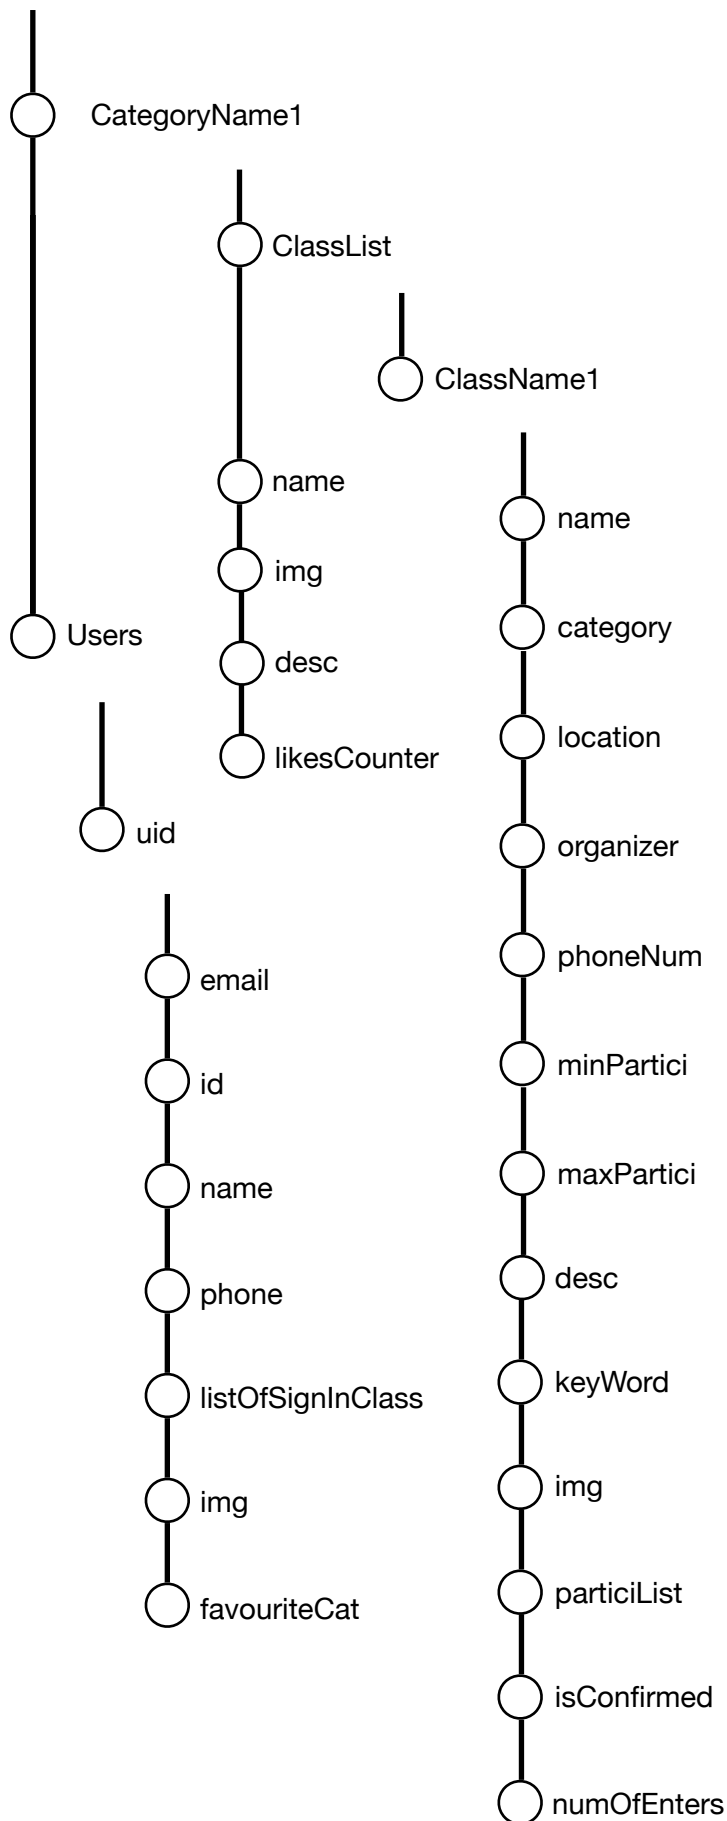 CategoryName1
ClassList
ClassName1
name
img
desc
likesCounter
name
category
location
organizer
phoneNum
minPartici
maxPartici
desc
keyWord
img
particiList
isConfirmed
numOfEnters
Users
uid
email
id
name
phone
listOfSignInClass
img
favouriteCat